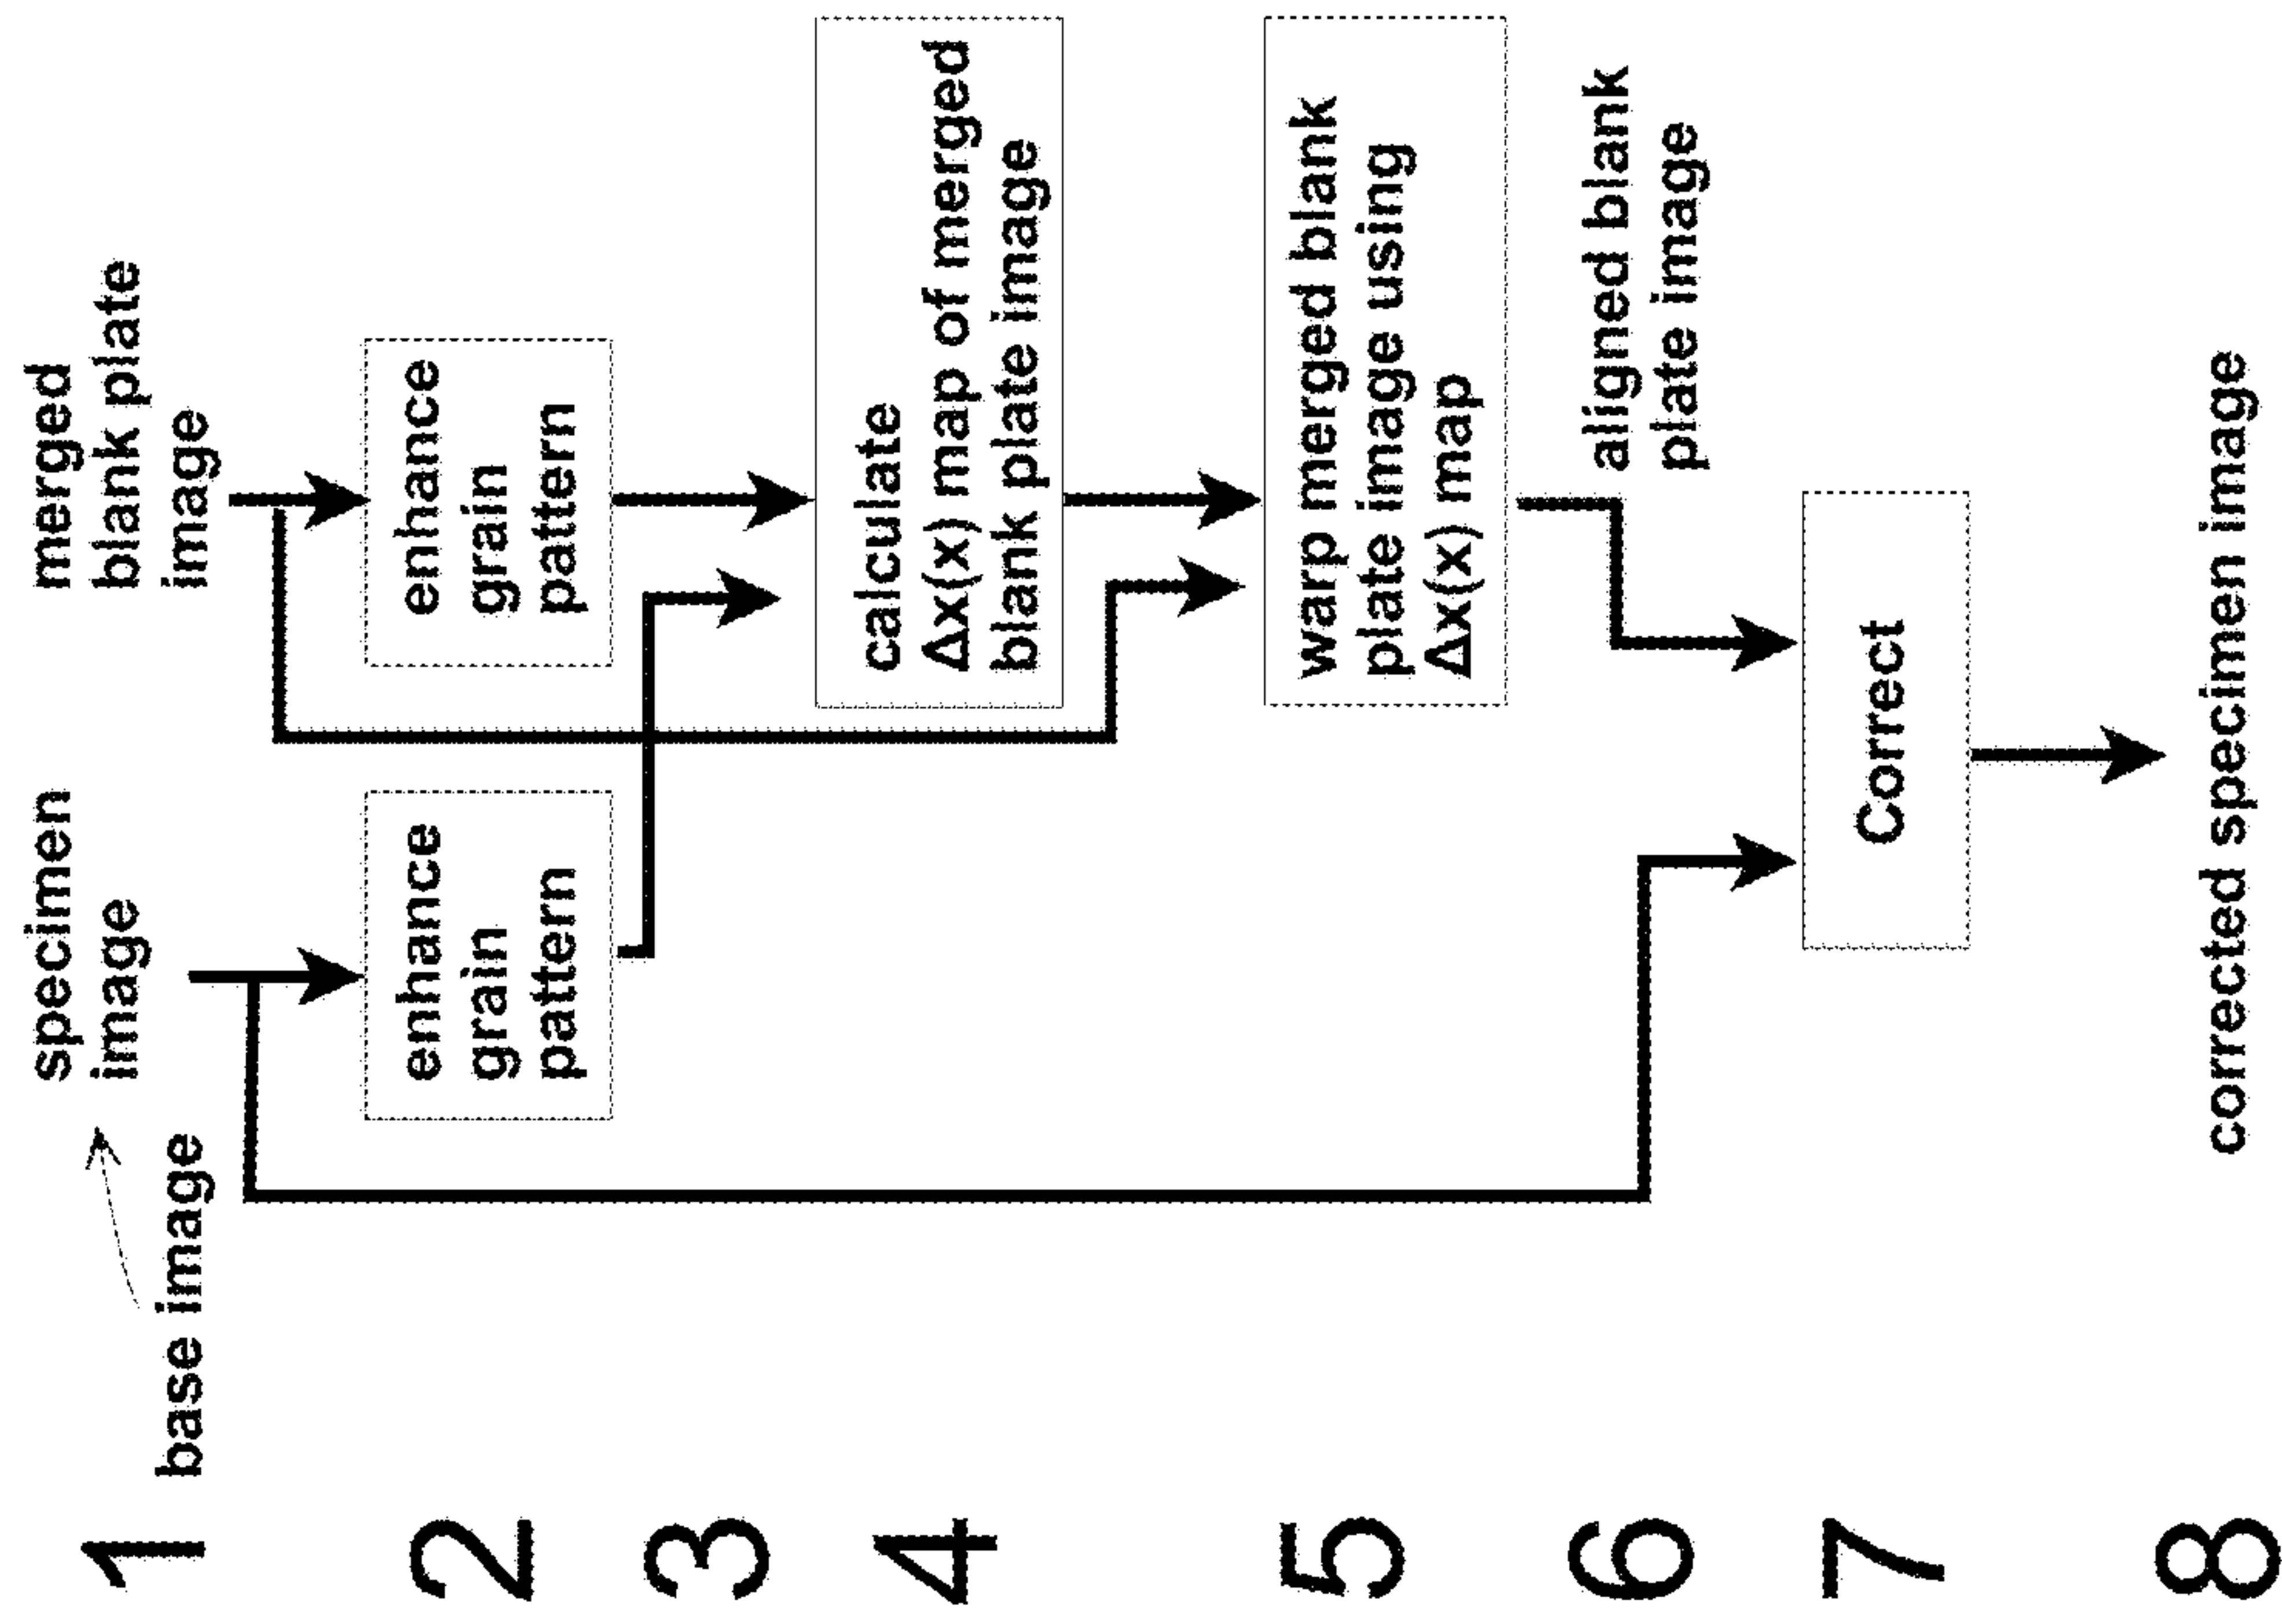 1
base image
specimen
image
merged
blank plate
image
2
enhance
grain
pattern
enhance
grain
pattern
3
4
calculate
Δx(x) map of merged
blank plate image
5
warp merged blank
plate image using
Δx(x) map
6
aligned blank
plate image
7
Correct
8
corrected specimen image